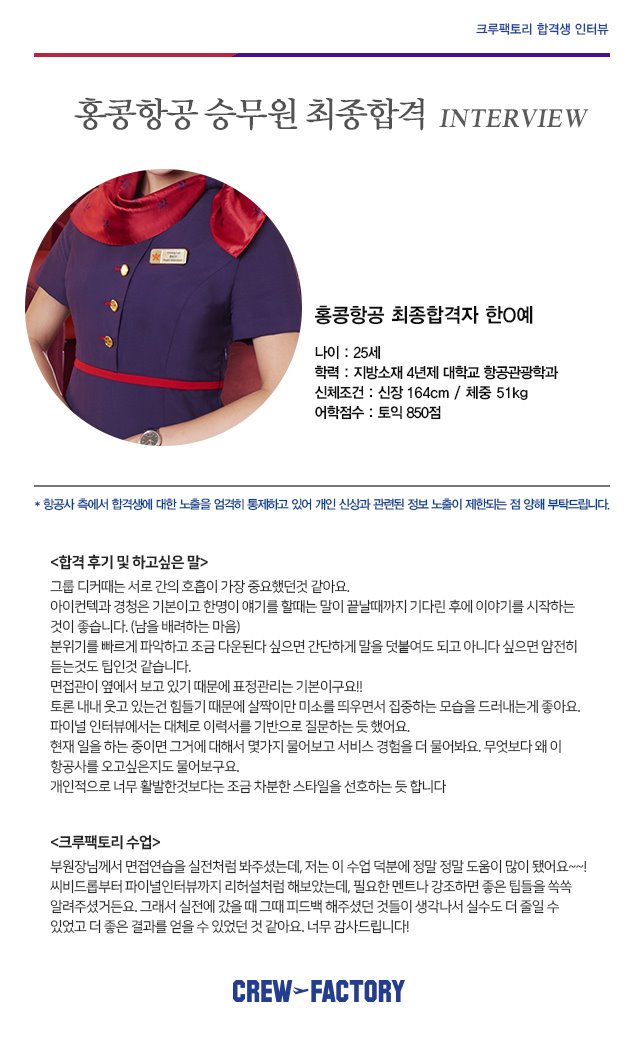 크루팩토리 합격생 인터뷰
홍콩항공 승무원 최종합격 INTERVIEW
홍콩항공 최종합격자 한O예
나이 : 25세
학력 : 지방소재 4년제 대학교 항공관광학과
신체조건 : 신장 164cm / 체중 51kg
어학점수 : 토익 850점
* 항공사 측에서 합격생에 대한 노출을 엄격히 통제하고 있어 개인 신상과 관련된 정보 노출이 제한되는 점 양해 부탁드립니다.
<합격 후기 및 하고싶은 말>
그룹 디커때는 서로 간의 호흡이 가장 중요했던것 같아요.
아이컨텍과 경청은 기본이고 한명이 얘기를 할때는 말이 끝날때까지 기다린 후에 이야기를 시작하는
것이 좋습니다. (남을 배려하는 마음)
분위기를 빠르게 파악하고 조금 다운된다 싶으면 간단하게 말을 덧붙여도 되고 아니다 싶으면 얌전히
듣는것도 팁인것 같습니다.
면접관이 옆에서 보고 있기 때문에 표정관리는 기본이구요!!
토론 내내 웃고 있는건 힘들기 때문에 살짝이만 미소를 띄우면서 집중하는 모습을 드러내는게 좋아요.
파이널 인터뷰에서는 대체로 이력서를 기반으로 질문하는 듯 했어요.
현재 일을 하는 중이면 그거에 대해서 몇가지 물어보고 서비스 경험을 더 물어봐요. 무엇보다 왜 이
항공사를 오고싶은지도 물어보구요.
개인적으로 너무 활발한것보다는 조금 차분한 스타일을 선호하는 듯 합니다
<크루팩토리 수업>
부원장님께서 면접연습을 실전처럼 봐주셨는데, 저는 이 수업 덕분에 정말 정말 도움이 많이 됐어요~~!
씨비드롭부터 파이널인터뷰까지 리허설처럼 해보았는데, 필요한 멘트나 강조하면 좋은 팁들을 쏙쏙
알려주셨거든요. 그래서 실전에 갔을 때 그때 피드백 해주셨던 것들이 생각나서 실수도 더 줄일 수
있었고 더 좋은 결과를 얻을 수 있었던 것 같아요. 너무 감사드립니다!
CREW FACTORY